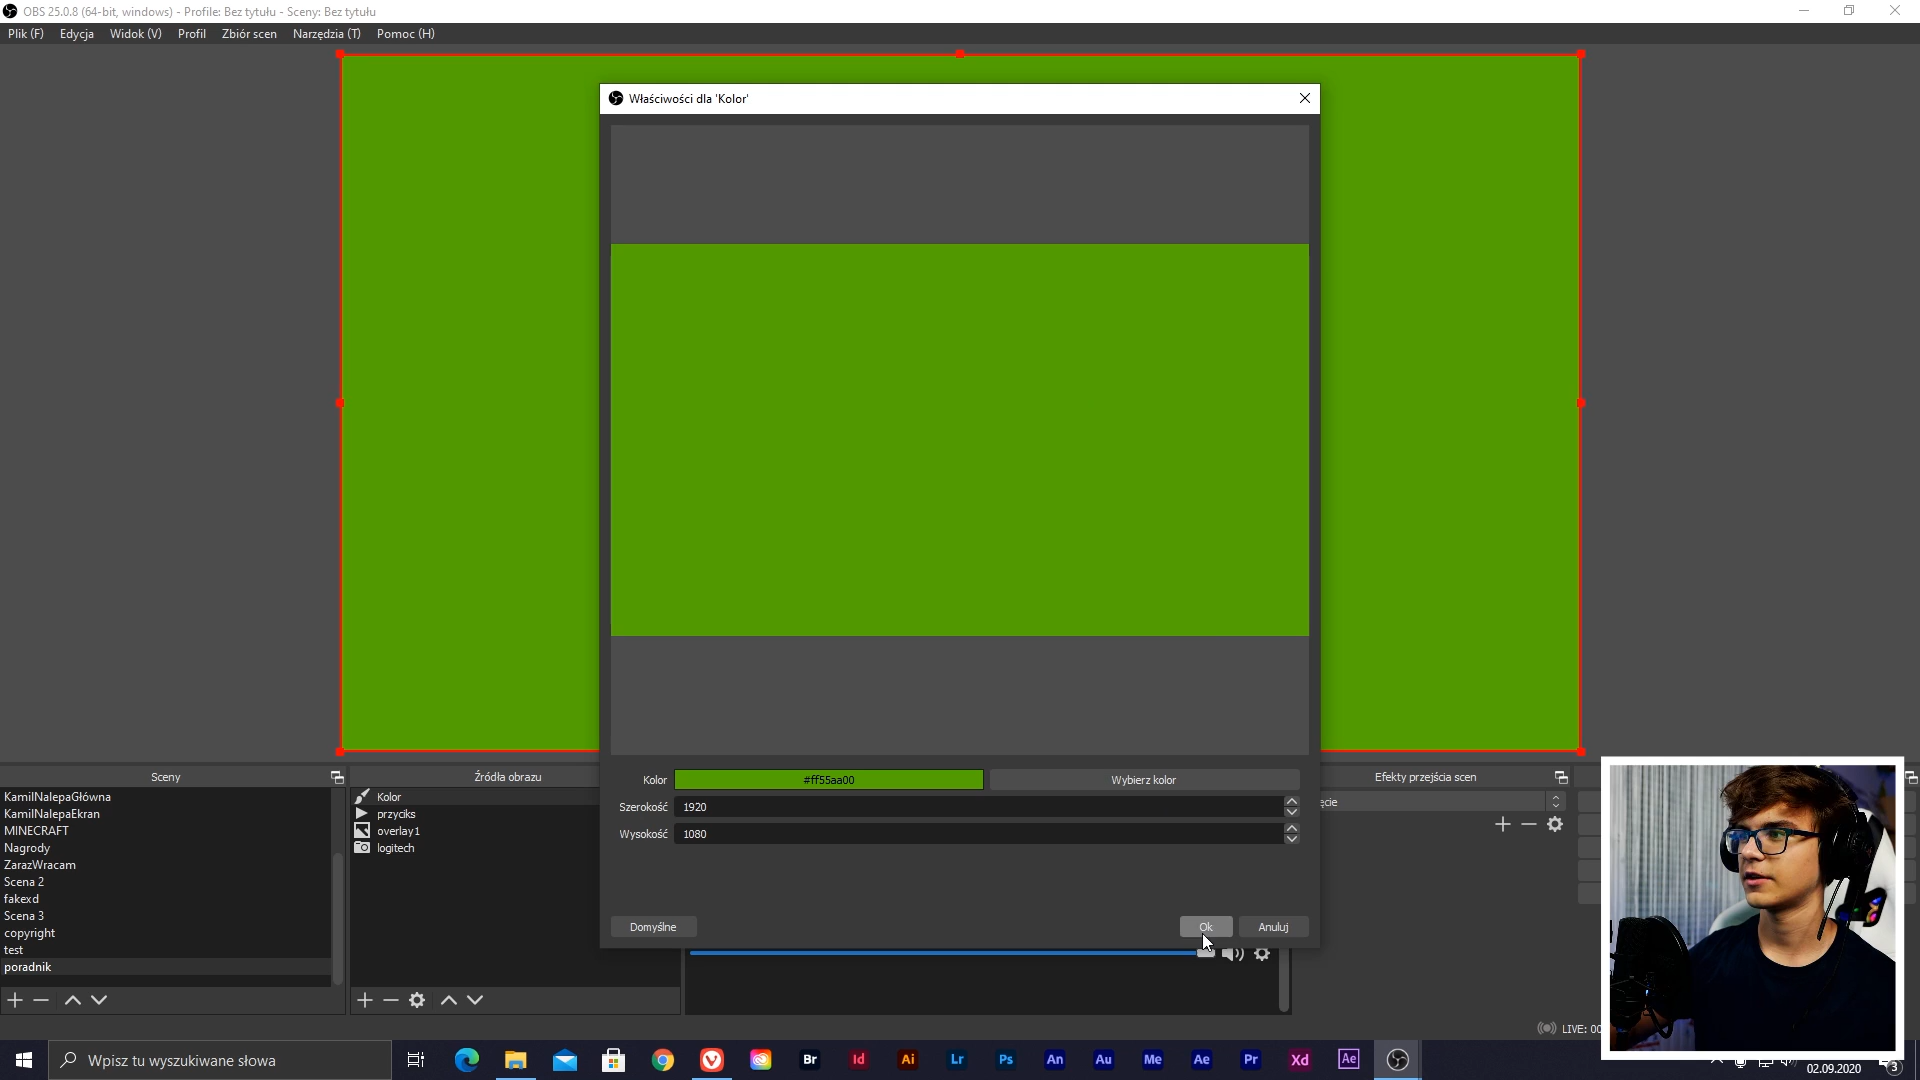 OBS 25.0.8 (64-bit, windows) - Profile: Bez tytułu - Sceny: Bez tytułu
Plik (F) Edycja Widok (V) Profil Zbiór scen Narzędzia (T) Pomoc (H)
Właściwości dla 'Kolor'
Kolor #ff55aa00 Wybierz kolor
Szerokość 1920
Wysokość 1080
Domyślne Ok Anuluj
Sceny
KamilNalepaGłówna
KamilNalepaEkran
MINECRAFT
Nagrody
ZarazWracam
Scena 2
fakexd
Scena 3
copyright
test
poradnik
Źródła obrazu
Kolor
przyciks
overlay1
logitech
Efekty przejścia scen
ęcie
LIVE: 00
Wpisz tu wyszukiwane słowa
Br Id Ai Lr Ps An Au Me Ae Pr Xd Ae
02.09.2020
3